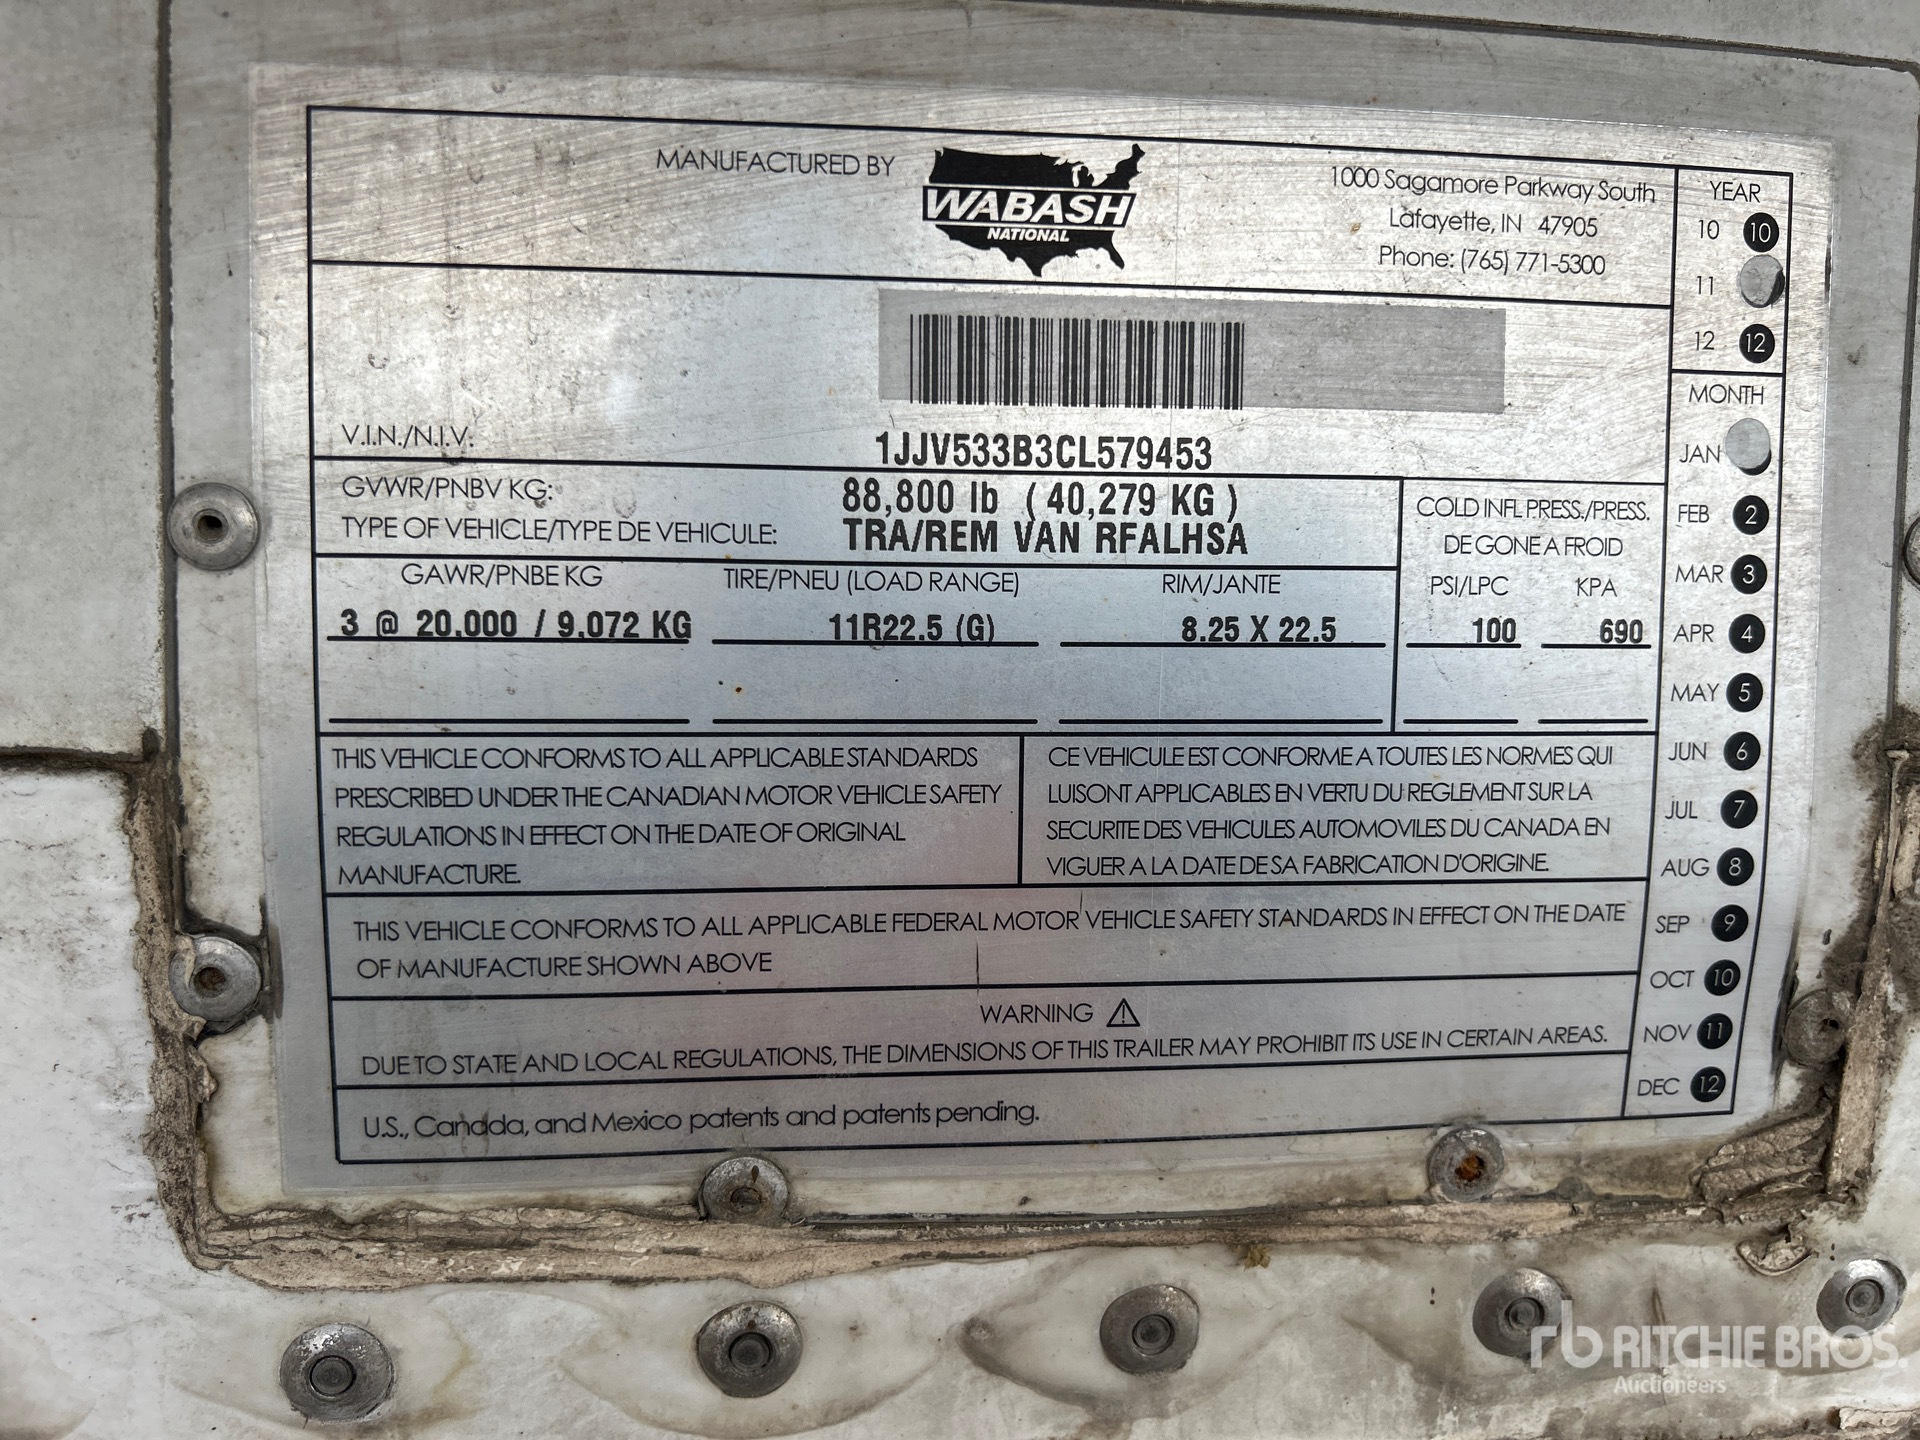 MANUFACTURED BY
WABASH
NATIONAL
1000 Sagamore Parkway South
Lafayette, IN 47905
Phone: (765) 771-5300
YEAR
10 10
11
12 12
V.I.N./N.I.V.
1JJV533B3CL579453
GVWR/PNBV KG: 88,800 lb ( 40,279 KG )
TYPE OF VEHICLE/TYPE DE VEHICULE: TRA/REM VAN RFALHSA
GAWR/PNBE KG TIRE/PNEU (LOAD RANGE) RIM/JANTE
3 @ 20,000 / 9,072 KG 11R22.5 (G) 8.25 X 22.5
COLD INFL PRESS./PRESS.
DE GONE A FROID
PSI/LPC KPA
100 690
MONTH
JAN
FEB 2
MAR 3
APR 4
MAY 5
JUN 6
JUL 7
AUG 8
SEP 9
OCT 10
NOV 11
DEC 12
THIS VEHICLE CONFORMS TO ALL APPLICABLE STANDARDS
PRESCRIBED UNDER THE CANADIAN MOTOR VEHICLE SAFETY
REGULATIONS IN EFFECT ON THE DATE OF ORIGINAL
MANUFACTURE.
CE VEHICULE EST CONFORME A TOUTES LES NORMES QUI
LUISONT APPLICABLES EN VERTU DU REGLEMENT SUR LA
SECURITE DES VEHICULES AUTOMOVILES DU CANADA EN
VIGUER A LA DATE DE SA FABRICATION D'ORIGINE.
THIS VEHICLE CONFORMS TO ALL APPLICABLE FEDERAL MOTOR VEHICLE SAFETY STANDARDS IN EFFECT ON THE DATE
OF MANUFACTURE SHOWN ABOVE
WARNING
DUE TO STATE AND LOCAL REGULATIONS, THE DIMENSIONS OF THIS TRAILER MAY PROHIBIT ITS USE IN CERTAIN AREAS.
U.S., Canada, and Mexico patents and patents pending.
rb RITCHIE BROS.
Auctioneers